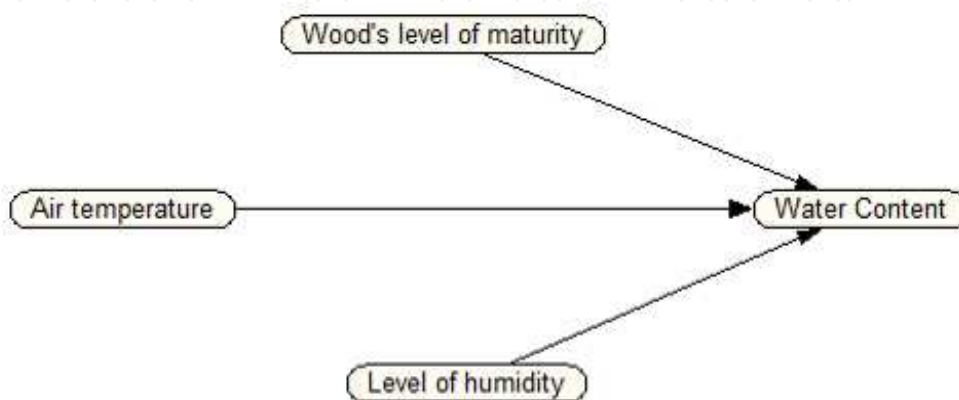 Wood's level of maturity
Air temperature
Water Content
Level of humidity